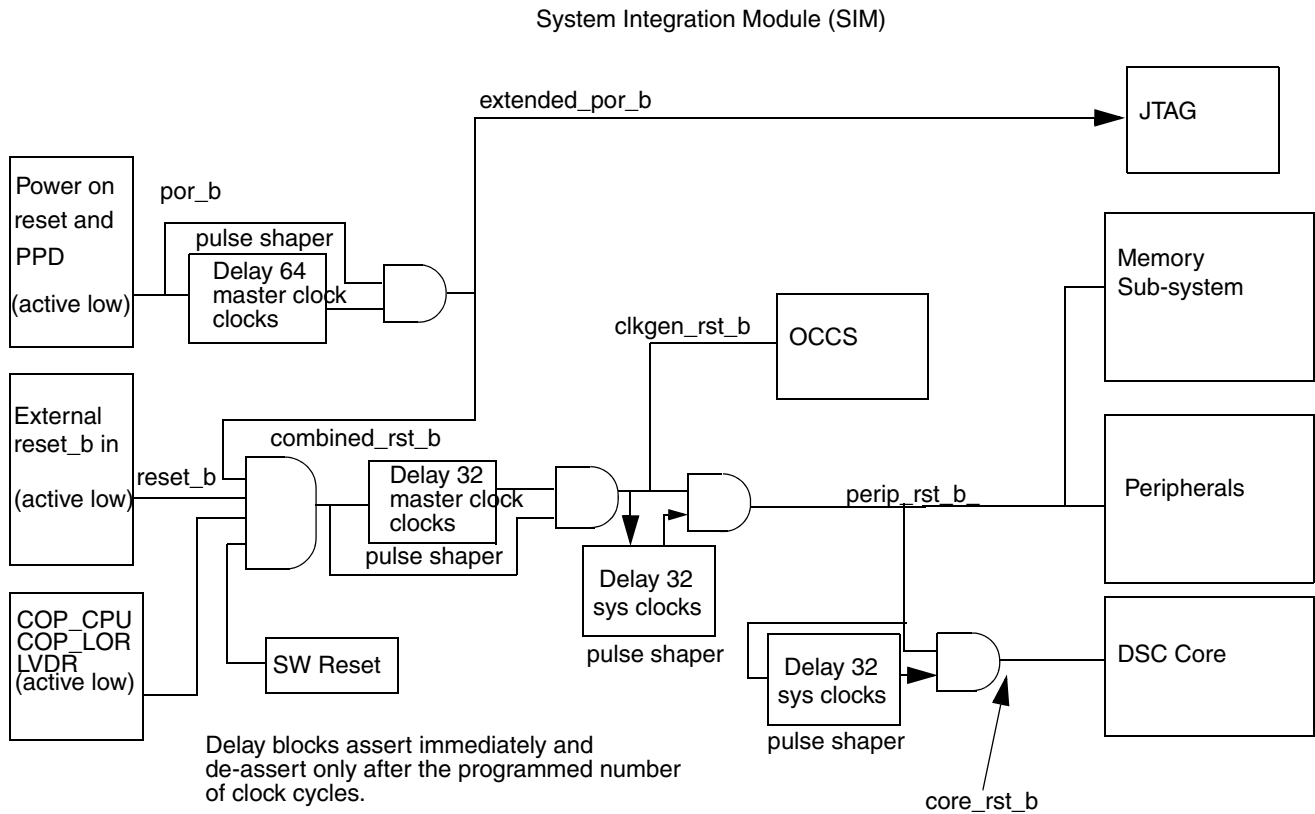 System Integration Module (SIM)
extended_por_b
JTAG
Power on
reset and
PPD
(active low)
por_b
pulse shaper
Delay 64
master clock
clocks
Memory
Sub-system
clkgen_rst_b
OCCS
External
reset_b in
(active low)
reset_b
combined_rst_b
Delay 32
master clock
clocks
pulse shaper
perip_rst_b_
Peripherals
Delay 32
sys clocks
pulse shaper
COP_CPU
COP_LOR
LVDR
(active low)
SW Reset
Delay 32
sys clocks
pulse shaper
DSC Core
Delay blocks assert immediately and
de-assert only after the programmed number
of clock cycles.
core_rst_b